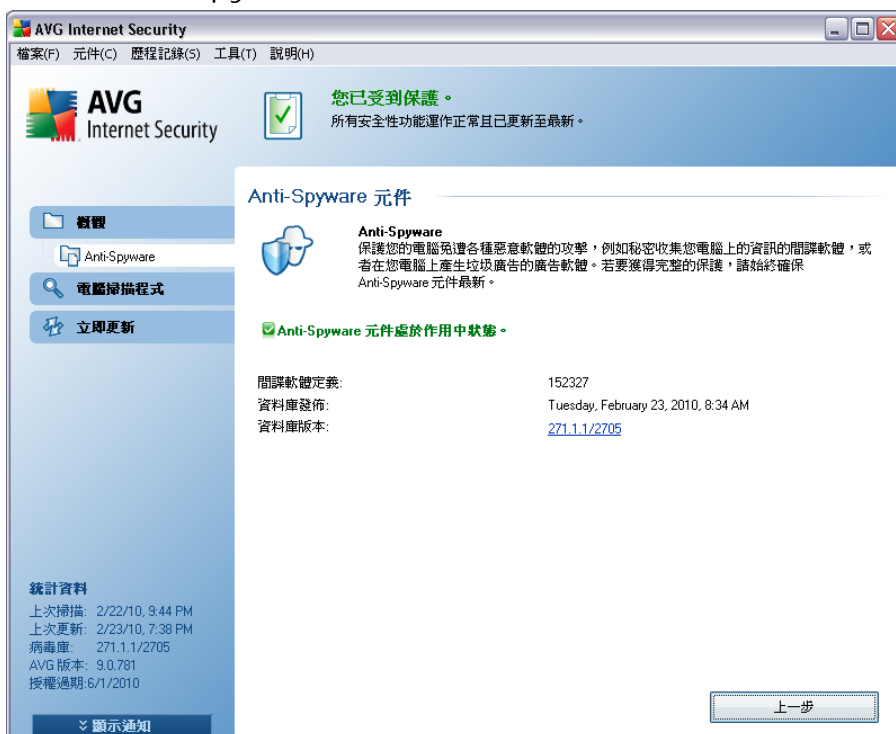 AVG Internet Security
檔案(F) 元件(C) 歷程記錄(S) 工具(T) 說明(H)
AVG
Internet Security
您已受到保護。
所有安全性功能運作正常且已更新至最新。
概觀
Anti-Spyware
電腦掃描程式
立即更新
Anti-Spyware 元件
Anti-Spyware
保護您的電腦免遭各種惡意軟體的攻擊，例如秘密收集您電腦上的資訊的間諜軟體，或
者在您電腦上產生垃圾廣告的廣告軟體。若要獲得完整的保護，請始終確保
Anti-Spyware 元件最新。
Anti-Spyware 元件處於作用中狀態。
間諜軟體定義: 152327
資料庫發佈: Tuesday, February 23, 2010, 8:34 AM
資料庫版本: 271.1.1/2705
統計資料
上次掃描: 2/22/10, 9:44 PM
上次更新: 2/23/10, 7:38 PM
病毒庫: 271.1.1/2705
AVG 版本: 9.0.781
授權過期:6/1/2010
顯示通知
上一步